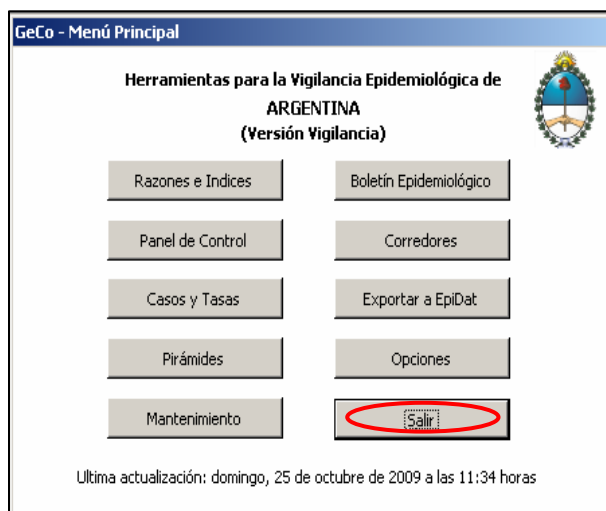 GeCo - Menú Principal
Herramientas para la Vigilancia Epidemiológica de
ARGENTINA
(Versión Vigilancia)
Razones e Indices
Boletín Epidemiológico
Panel de Control
Corredores
Casos y Tasas
Exportar a EpiDat
Pirámides
Opciones
Mantenimiento
Salir
Ultima actualización: domingo, 25 de octubre de 2009 a las 11:34 horas